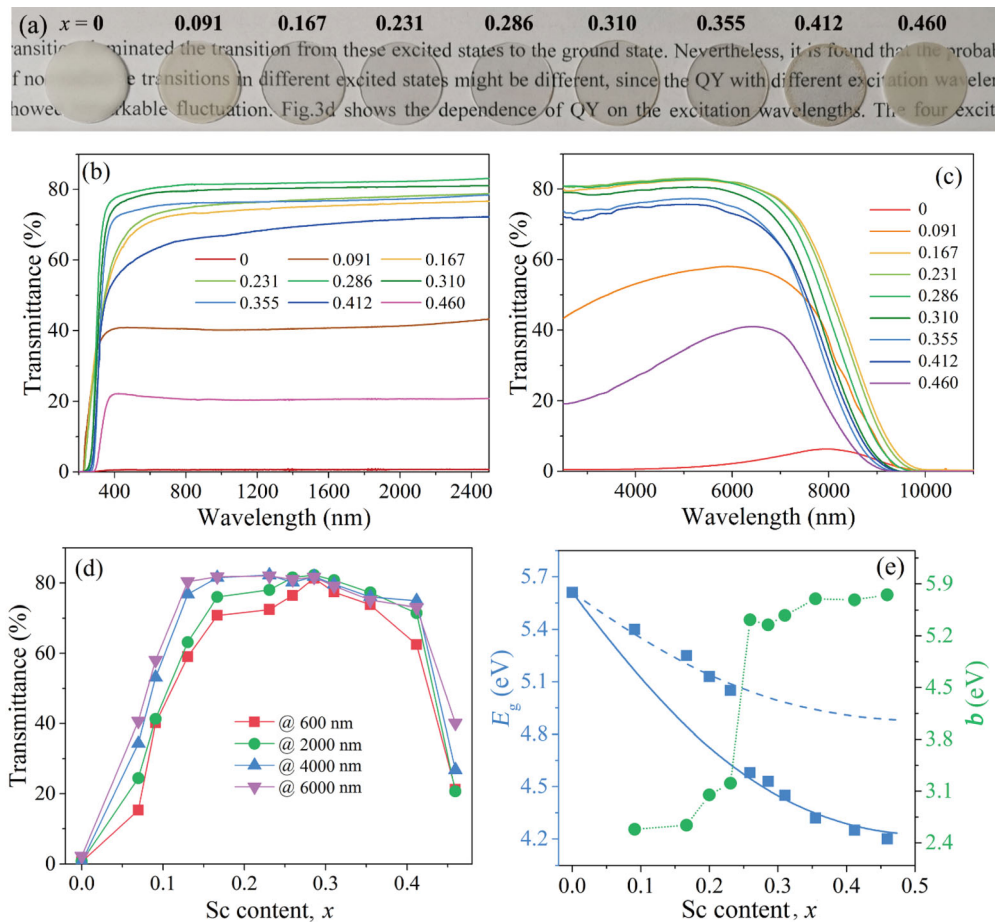 (a) x = 0 0.091 0.167 0.231 0.286 0.310 0.355 0.412 0.460
minated the transition from these excited states to the ground state. Nevertheless, it is found that the
transitions in different excited states might be different, since the QY with different excitation
fluctuation. Fig.3d shows the dependence of QY on the excitation wavelengths. The four
(b)
Transmittance (%)
80
60
40
20
0
0 0.091 0.167
0.231 0.286 0.310
0.355 0.412 0.460
400 800 1200 1600 2000 2400
Wavelength (nm)
(c)
Transmittance (%)
80
60
40
20
0
0
0.091
0.167
0.231
0.286
0.310
0.355
0.412
0.460
4000 6000 8000 10000
Wavelength (nm)
(d)
Transmittance (%)
80
60
40
20
0
@ 600 nm
@ 2000 nm
@ 4000 nm
@ 6000 nm
0.0 0.1 0.2 0.3 0.4
Sc content, x
(e)
Eg (eV)
5.7
5.4
5.1
4.8
4.5
4.2
b (eV)
5.9
5.2
4.5
3.8
3.1
2.4
0.0 0.1 0.2 0.3 0.4 0.5
Sc content, x